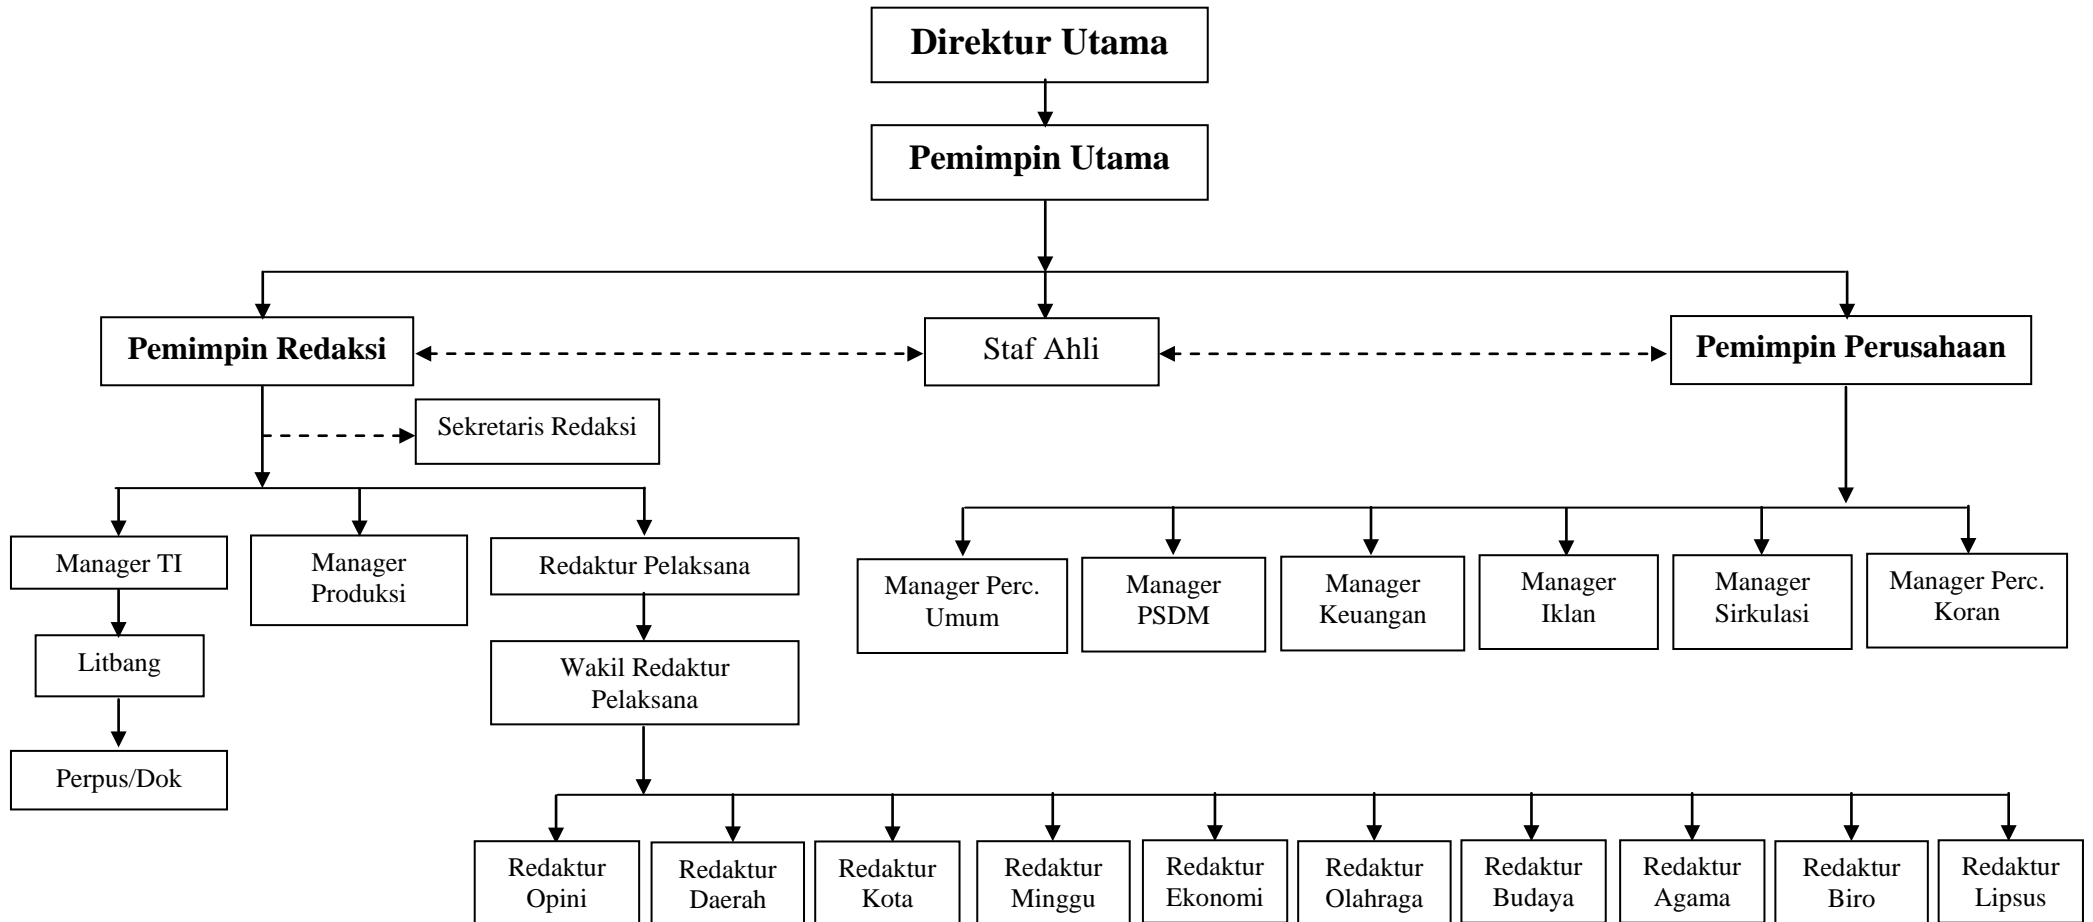 Direktur Utama
Pemimpin Utama
Pemimpin Redaksi
Staf Ahli
Pemimpin Perusahaan
Sekretaris Redaksi
Manager TI
Manager
Produksi
Redaktur Pelaksana
Manager Perc.
Umum
Manager
PSDM
Manager
Keuangan
Manager
Iklan
Manager
Sirkulasi
Manager Perc.
Koran
Litbang
Wakil Redaktur
Pelaksana
Perpus/Dok
Redaktur
Opini
Redaktur
Daerah
Redaktur
Kota
Redaktur
Minggu
Redaktur
Ekonomi
Redaktur
Olahraga
Redaktur
Budaya
Redaktur
Agama
Redaktur
Biro
Redaktur
Lipsus